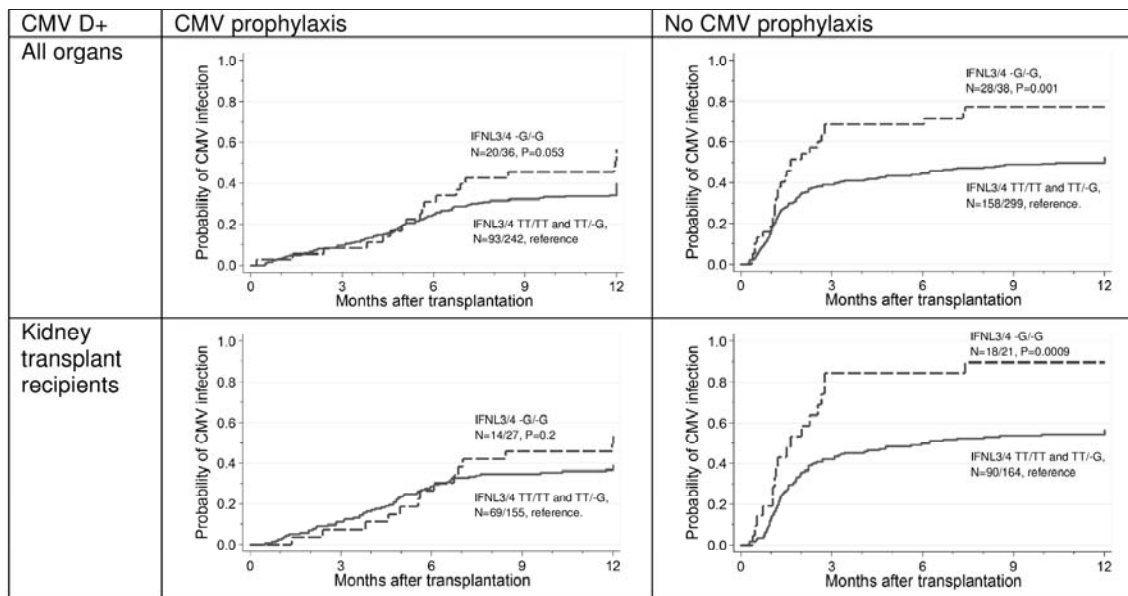 CMV D+
CMV prophylaxis
No CMV prophylaxis
All organs
Probability of CMV infection
1.0
0.8
0.6
0.4
0.2
0.0
IFNL3/4 -G/-G
N=20/36, P=0.053
IFNL3/4 TT/TT and TT/-G,
N=93/242, reference
0
3
6
9
12
Months after transplantation
Probability of CMV infection
1.0
0.8
0.6
0.4
0.2
0.0
IFNL3/4 -G/-G,
N=28/38, P=0.001
IFNL3/4 TT/TT and TT/-G,
N=158/299, reference.
0
3
6
9
12
Months after transplantation
Kidney
transplant
recipients
Probability of CMV infection
1.0
0.8
0.6
0.4
0.2
0.0
IFNL3/4 -G/-G
N=14/27, P=0.2
IFNL3/4 TT/TT and TT/-G,
N=69/155, reference.
0
3
6
9
12
Months after transplantation
Probability of CMV infection
1.0
0.8
0.6
0.4
0.2
0.0
IFNL3/4 -G/-G
N=18/21, P=0.0009
IFNL3/4 TT/TT and TT/-G,
N=90/164, reference
0
3
6
9
12
Months after transplantation